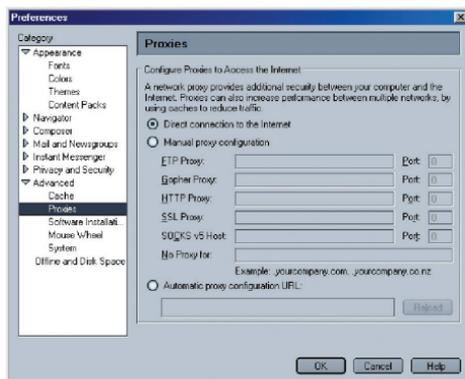 Preferences
Category
Appearance
Fonts
Colors
Themes
Content Packs
Navigator
Composer
Mail and Newsgroups
Instant Messenger
Privacy and Security
Advanced
Cache
Proxies
Software Installati...
Mouse Wheel
System
Offline and Disk Space
Proxies
Configure Proxies to Access the Internet
A network proxy provides additional security between your computer and the
Internet. Proxies can also increase performance between multiple networks, by
using caches to reduce traffic.
Direct connection to the Internet
Manual proxy configuration
FTP Proxy: Port: 0
Gopher Proxy: Port: 0
HTTP Proxy: Port: 0
SSL Proxy: Port: 0
SOCKS v5 Host: Port: 0
No Proxy for:
Example: .yourcompany.com, .yourcompany.co.nz
Automatic proxy configuration URL:
Reload
OK Cancel Help